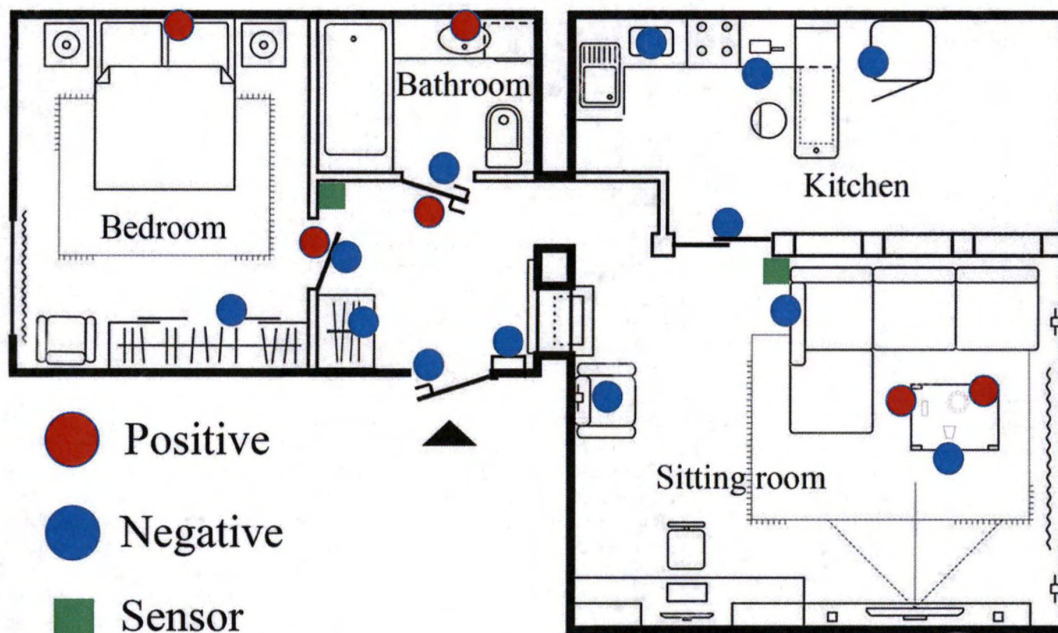 Bathroom
Kitchen
Bedroom
Sitting room
Positive
Negative
Sensor